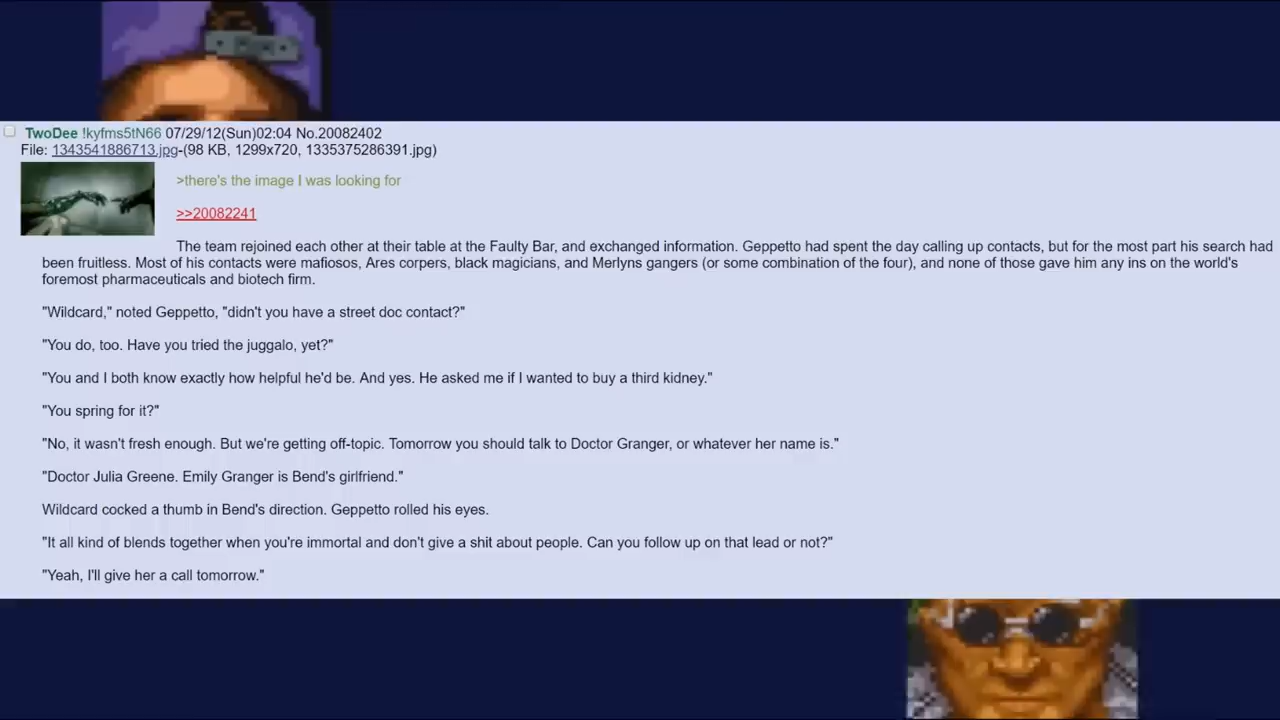 TwoDee !kyfms5tN66 07/29/12(Sun)02:04 No.20082402
File: 1343541886713.jpg-(98 KB, 1299x720, 1335375286391.jpg)
>there's the image I was looking for
>>20082241
The team rejoined each other at their table at the Faulty Bar, and exchanged information. Geppetto had spent the day calling up contacts, but for the most part his search had
been fruitless. Most of his contacts were mafiosos, Ares corpers, black magicians, and Merlyns gangers (or some combination of the four), and none of those gave him any ins on the world's
foremost pharmaceuticals and biotech firm.
"Wildcard," noted Geppetto, "didn't you have a street doc contact?"
"You do, too. Have you tried the juggalo, yet?"
"You and I both know exactly how helpful he'd be. And yes. He asked me if I wanted to buy a third kidney."
"You spring for it?"
"No, it wasn't fresh enough. But we're getting off-topic. Tomorrow you should talk to Doctor Granger, or whatever her name is."
"Doctor Julia Greene. Emily Granger is Bend's girlfriend."
Wildcard cocked a thumb in Bend's direction. Geppetto rolled his eyes.
"It all kind of blends together when you're immortal and don't give a shit about people. Can you follow up on that lead or not?"
"Yeah, I'll give her a call tomorrow."